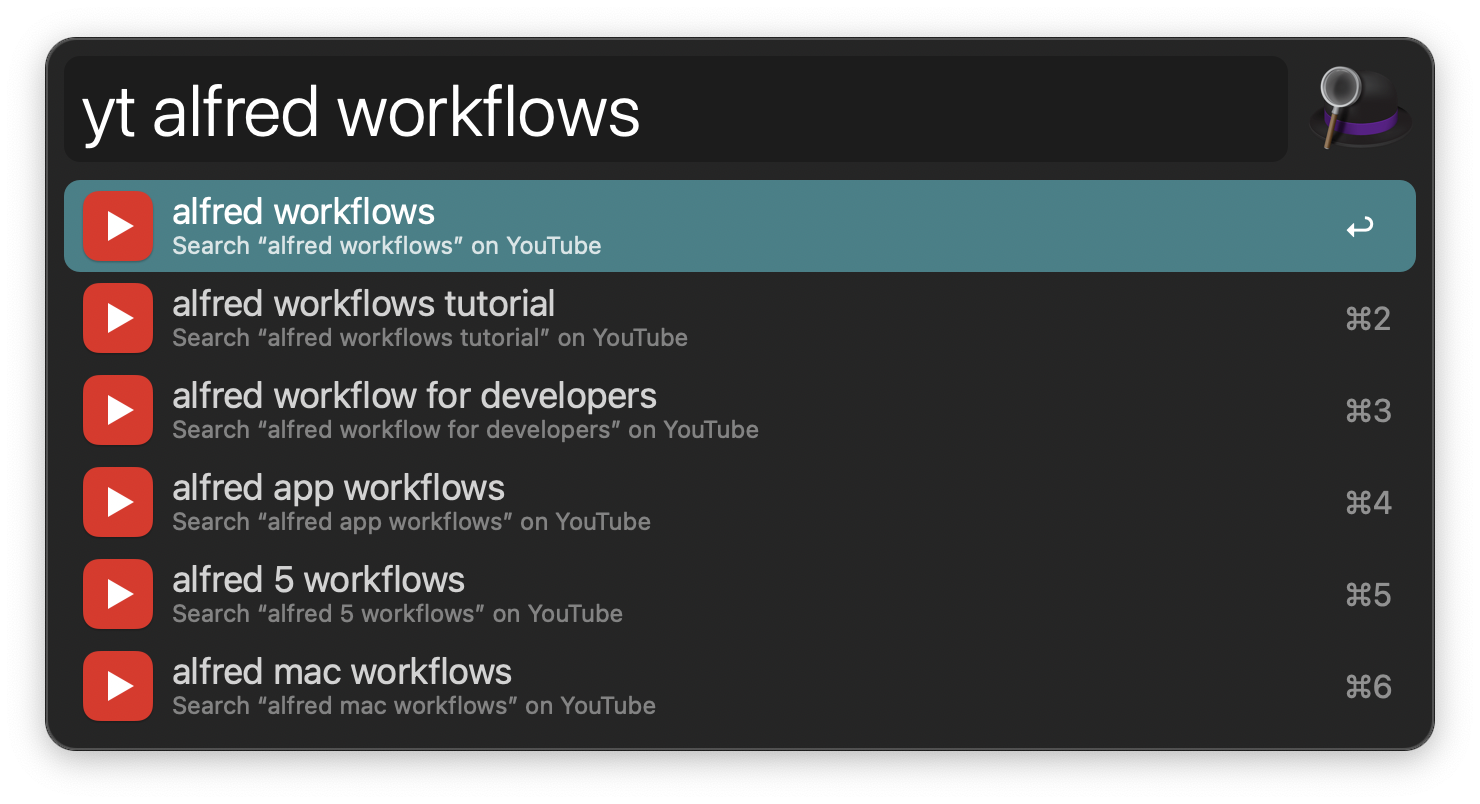 yt alfred workflows
alfred workflows
Search “alfred workflows” on YouTube
↩
alfred workflows tutorial
Search “alfred workflows tutorial” on YouTube
⌘2
alfred workflow for developers
Search “alfred workflow for developers” on YouTube
⌘3
alfred app workflows
Search “alfred app workflows” on YouTube
⌘4
alfred 5 workflows
Search “alfred 5 workflows” on YouTube
⌘5
alfred mac workflows
Search “alfred mac workflows” on YouTube
⌘6